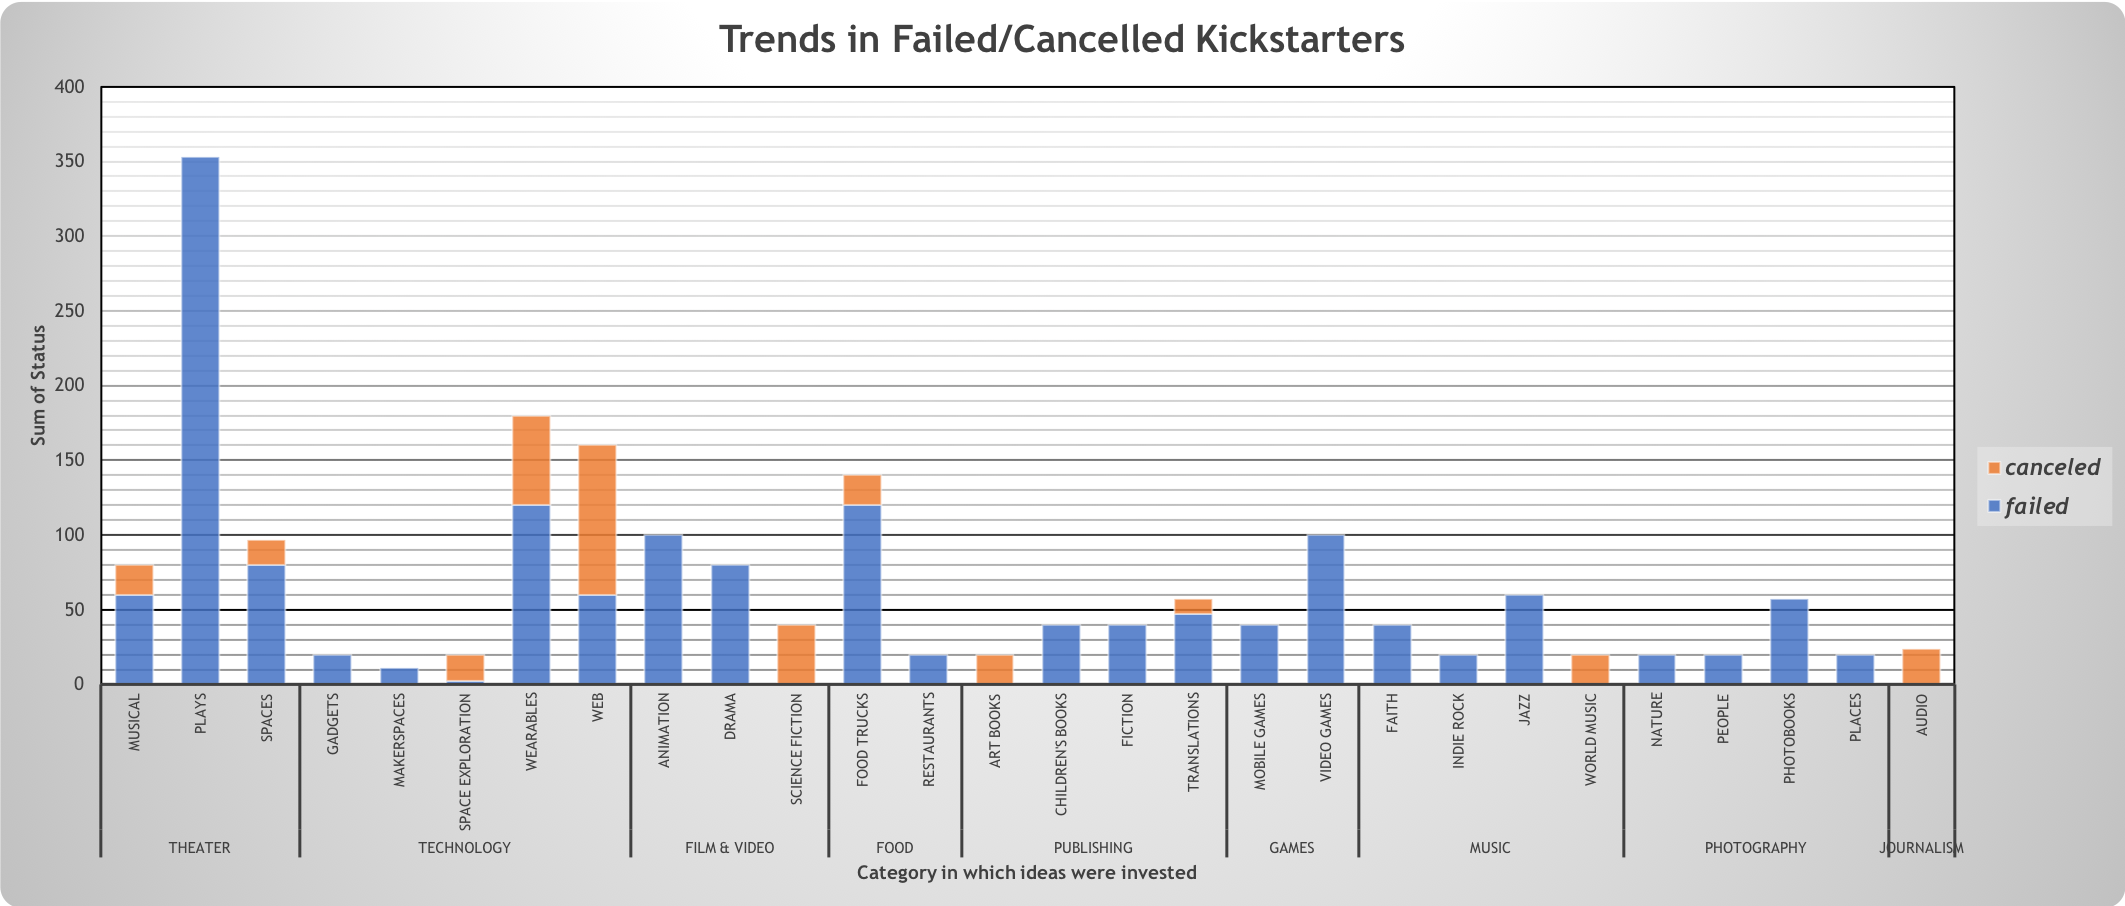 Trends in Failed/Cancelled Kickstarters
400
350
300
250
200
150
100
50
0
Sum of Status
canceled
failed
MUSICAL
PLAYS
SPACES
GADGETS
MAKERSPACES
SPACE EXPLORATION
WEARABLES
WEB
ANIMATION
DRAMA
SCIENCE FICTION
FOOD TRUCKS
RESTAURANTS
ART BOOKS
CHILDREN'S BOOKS
FICTION
TRANSLATIONS
MOBILE GAMES
VIDEO GAMES
FAITH
INDIE ROCK
JAZZ
WORLD MUSIC
NATURE
PEOPLE
PHOTOBOOKS
PLACES
AUDIO
THEATER
TECHNOLOGY
FILM & VIDEO
FOOD
PUBLISHING
GAMES
MUSIC
PHOTOGRAPHY
JOURNALISM
Category in which ideas were invested